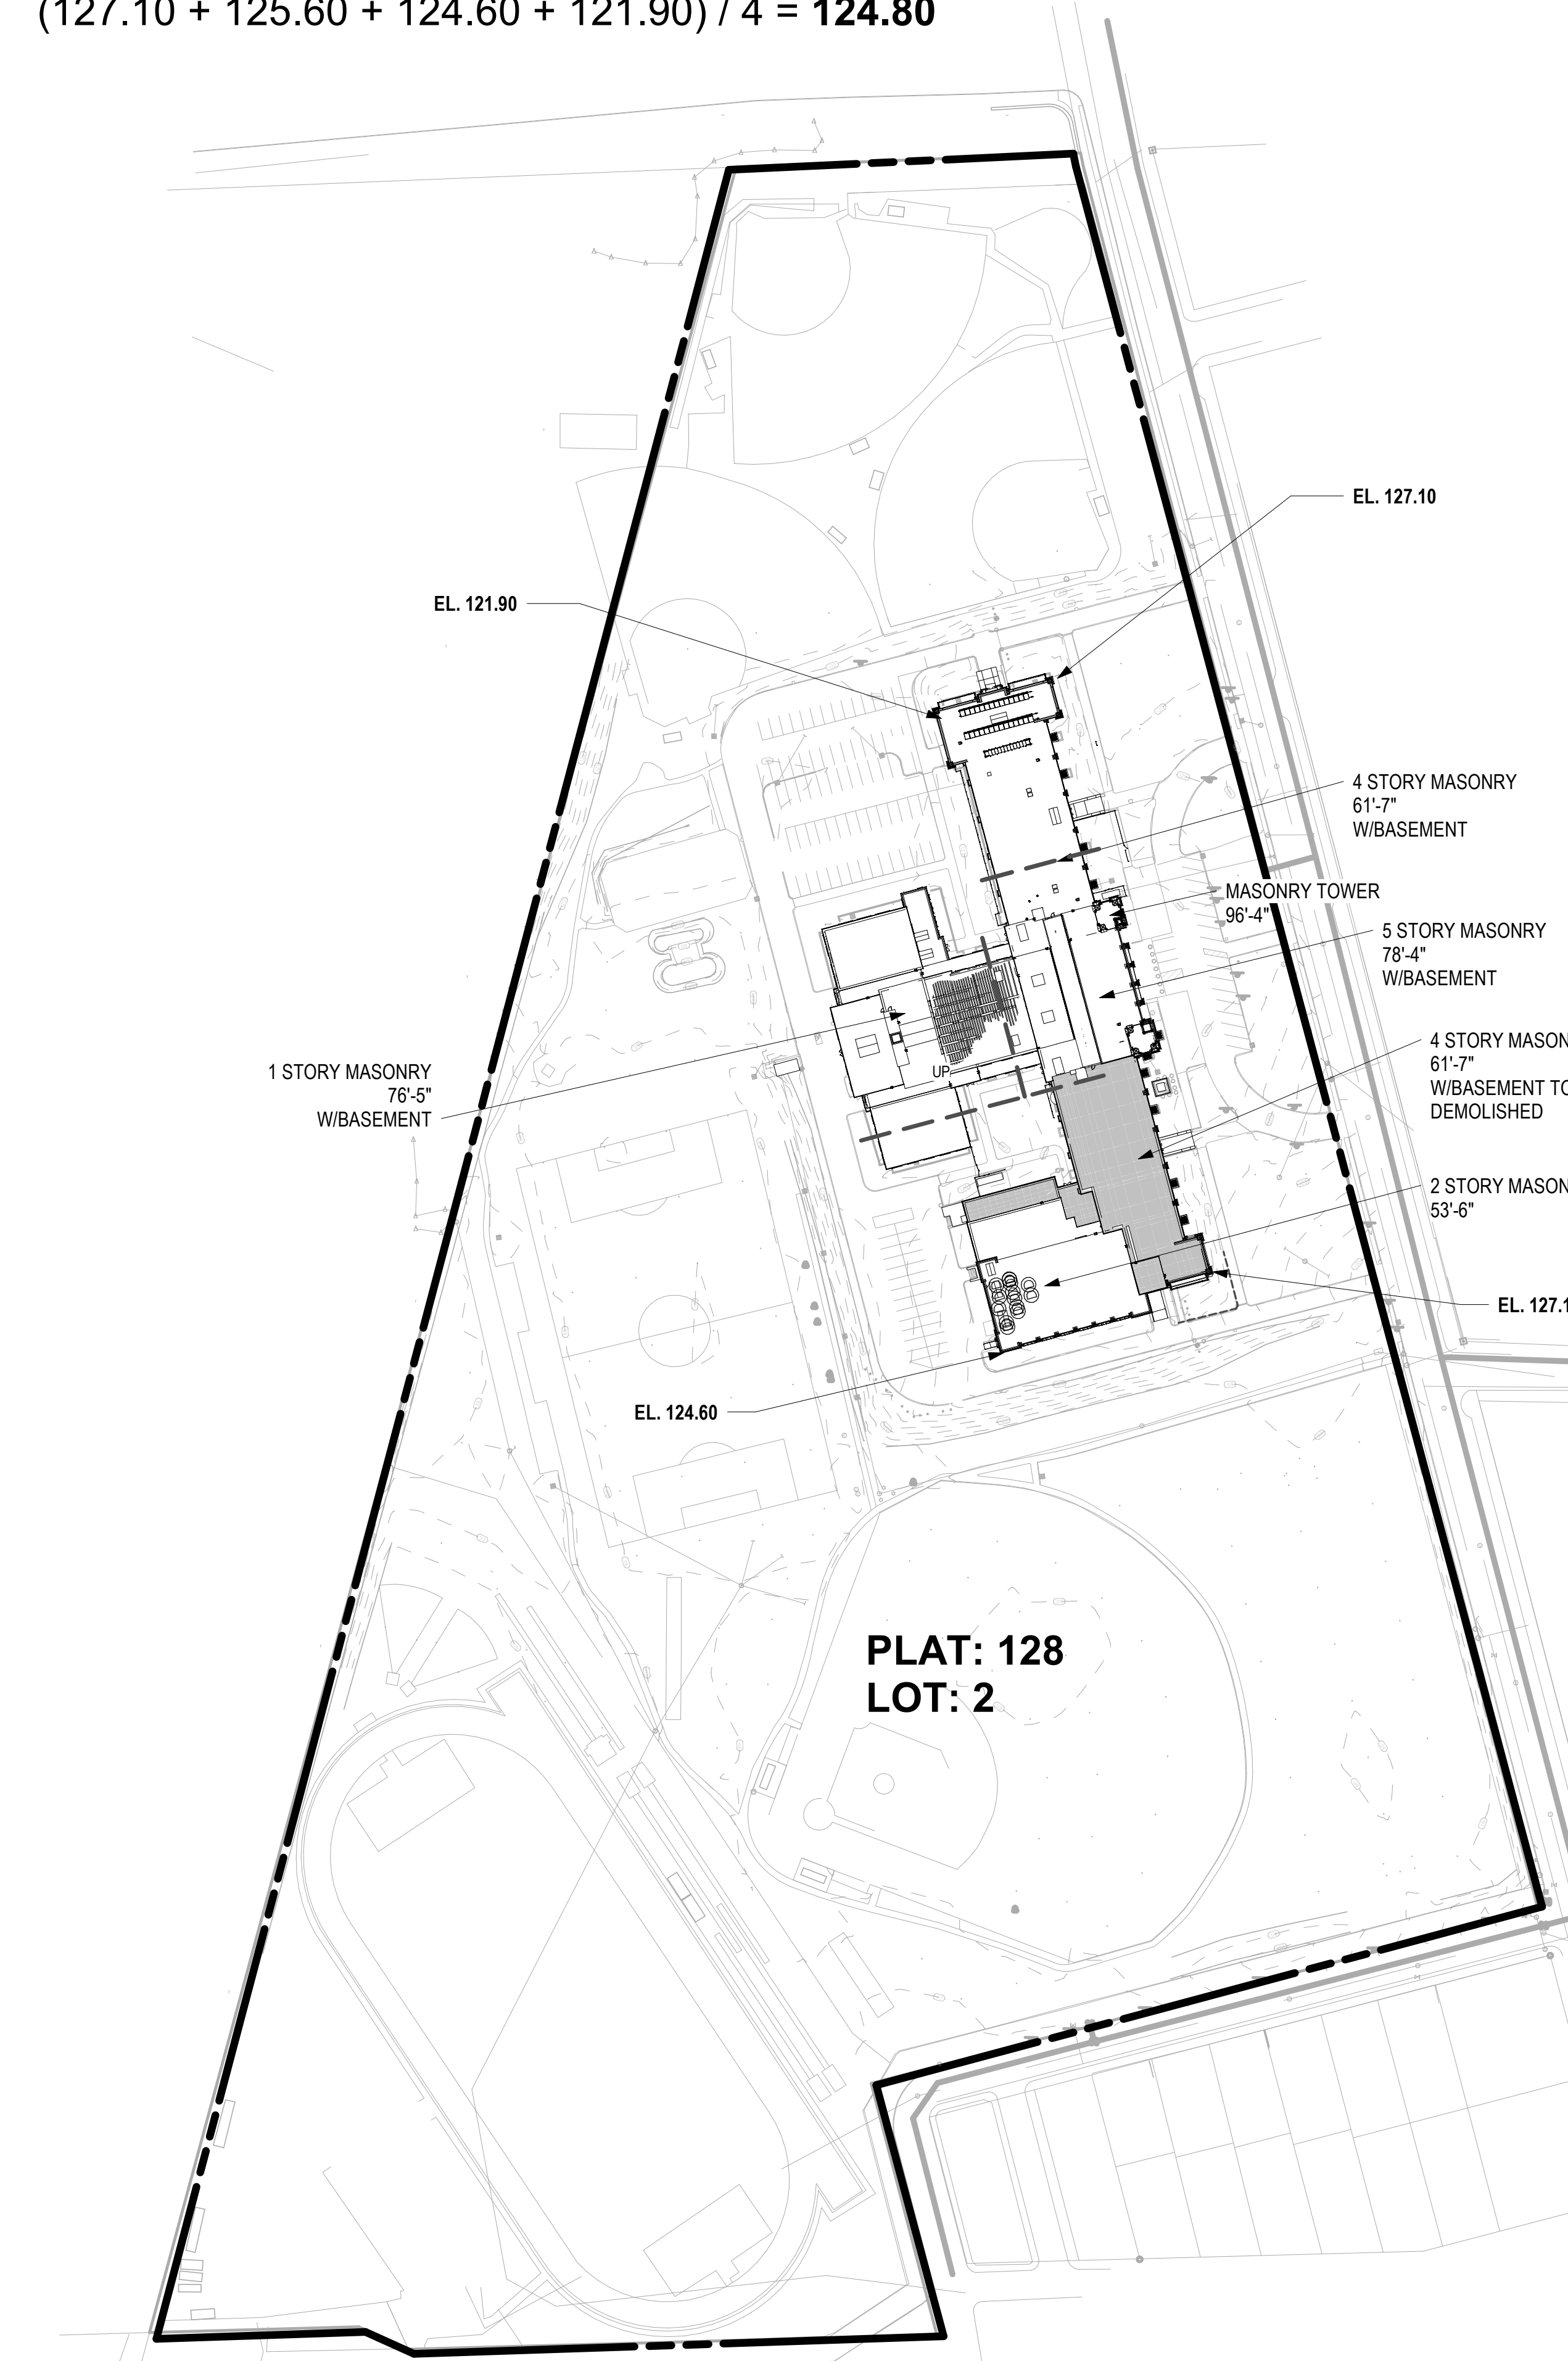 (127.10 + 125.60 + 124.60 + 121.90) / 4 = 124.80
EL. 127.10
EL. 121.90
4 STORY MASONRY
61'-7"
W/BASEMENT
MASONRY TOWER
96'-4"
5 STORY MASONRY
78'-4"
W/BASEMENT
4 STORY MASON
61'-7"
W/BASEMENT TO
DEMOLISHED
1 STORY MASONRY
76'-5"
W/BASEMENT
UP
2 STORY MASON
53'-6"
EL. 127.1
EL. 124.60
PLAT: 128
LOT: 2